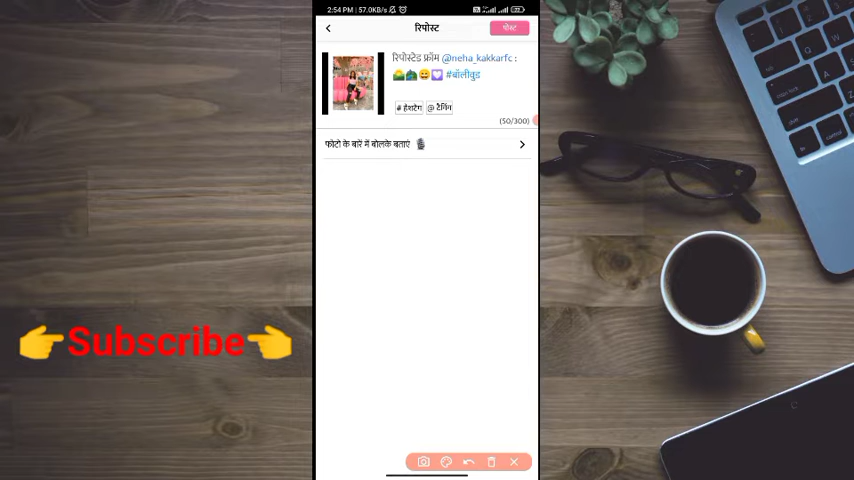 2:54 PM | 57.0KB/s
रिपोस्ट
पोस्ट
रिपोस्टेड फ्रॉम @neha_kakkarfc :
#बॉलीवुड
# हैशटैग @ टैगिंग
(50/300)
फोटो के बारें में बोलके बताएं
Subscribe